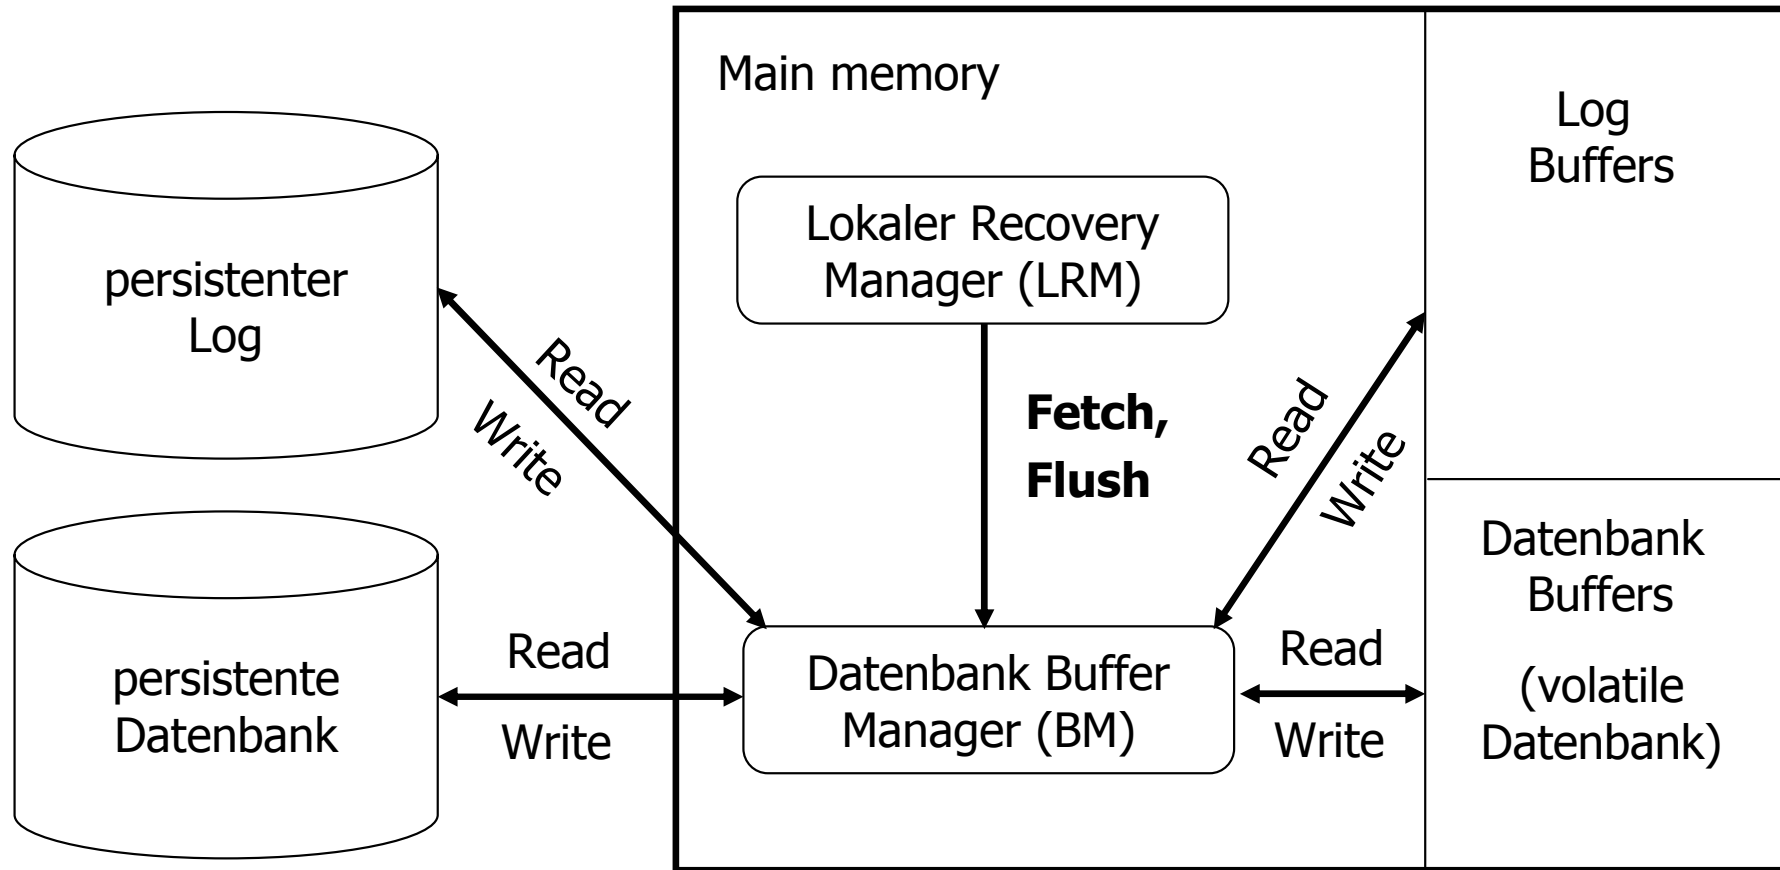 Main memory
Log
Buffers
Lokaler Recovery
Manager (LRM)
persistenter
Log
Read
Write
Fetch,
Flush
Read
Write
Datenbank
Buffers
(volatile
Datenbank)
persistente
Datenbank
Read
Write
Datenbank Buffer
Manager (BM)
Read
Write